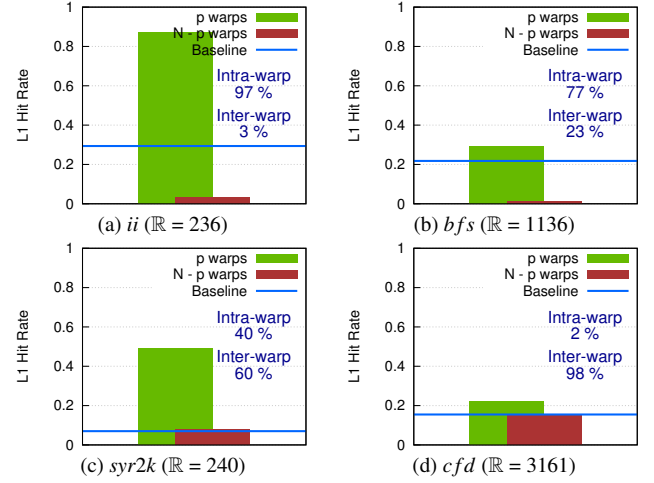 p warps
N - p warps
Baseline
L1 Hit Rate
1
0.8
0.6
0.4
0.2
0
Intra-warp
97 %
Inter-warp
3 %
(a) ii (ℝ = 236)
p warps
N - p warps
Baseline
L1 Hit Rate
1
0.8
0.6
0.4
0.2
0
Intra-warp
77 %
Inter-warp
23 %
(b) bfs (ℝ = 1136)
p warps
N - p warps
Baseline
L1 Hit Rate
1
0.8
0.6
0.4
0.2
0
Intra-warp
40 %
Inter-warp
60 %
(c) syr2k (ℝ = 240)
p warps
N - p warps
Baseline
L1 Hit Rate
1
0.8
0.6
0.4
0.2
0
Intra-warp
2 %
Inter-warp
98 %
(d) cfd (ℝ = 3161)